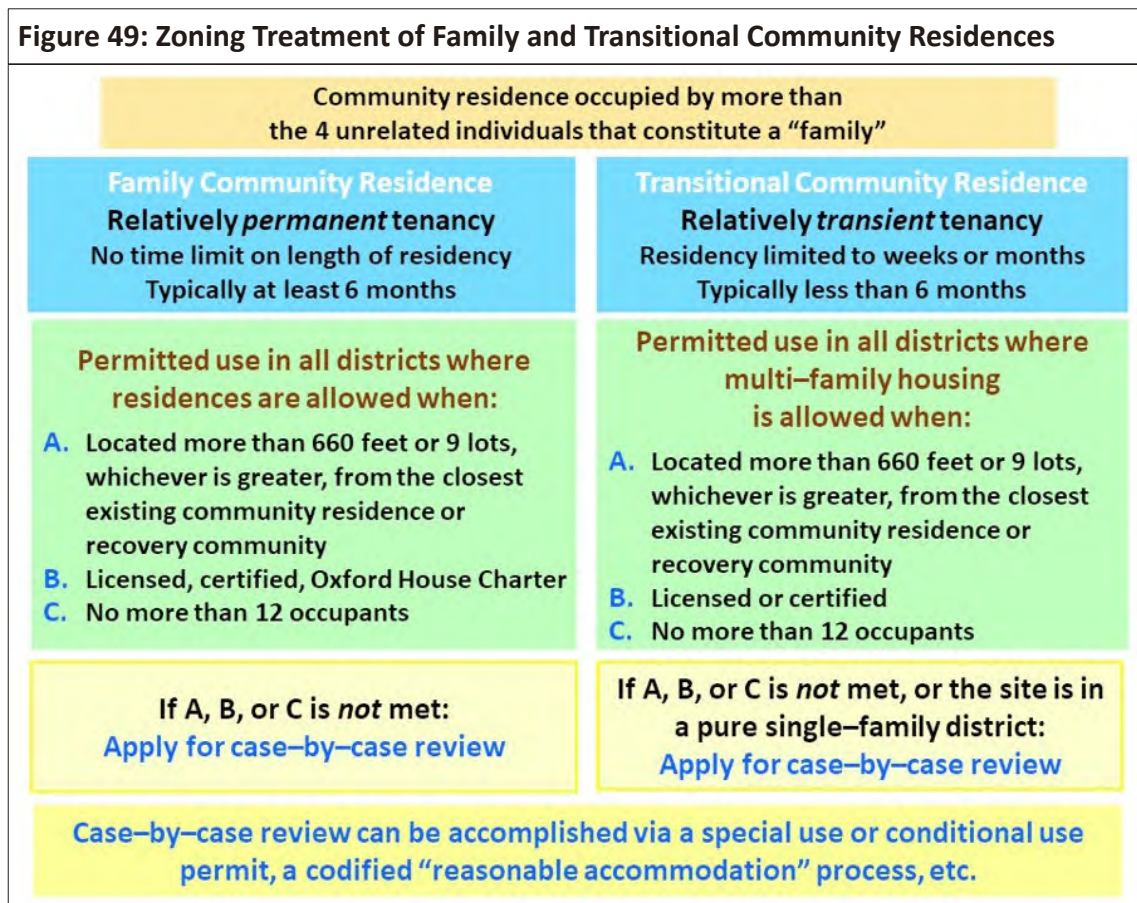 Figure 49: Zoning Treatment of Family and Transitional Community Residences
Community residence occupied by more than
the 4 unrelated individuals that constitute a “family”
Family Community Residence
Relatively permanent tenancy
No time limit on length of residency
Typically at least 6 months
Permitted use in all districts where
residences are allowed when:
A. Located more than 660 feet or 9 lots,
whichever is greater, from the closest
existing community residence or
recovery community
B. Licensed, certified, Oxford House Charter
C. No more than 12 occupants
If A, B, or C is not met:
Apply for case–by–case review
Transitional Community Residence
Relatively transient tenancy
Residency limited to weeks or months
Typically less than 6 months
Permitted use in all districts where
multi–family housing
is allowed when:
A. Located more than 660 feet or 9 lots,
whichever is greater, from the closest
existing community residence or
recovery community
B. Licensed or certified
C. No more than 12 occupants
If A, B, or C is not met, or the site is in
a pure single–family district:
Apply for case–by–case review
Case–by–case review can be accomplished via a special use or conditional use
permit, a codified “reasonable accommodation” process, etc.